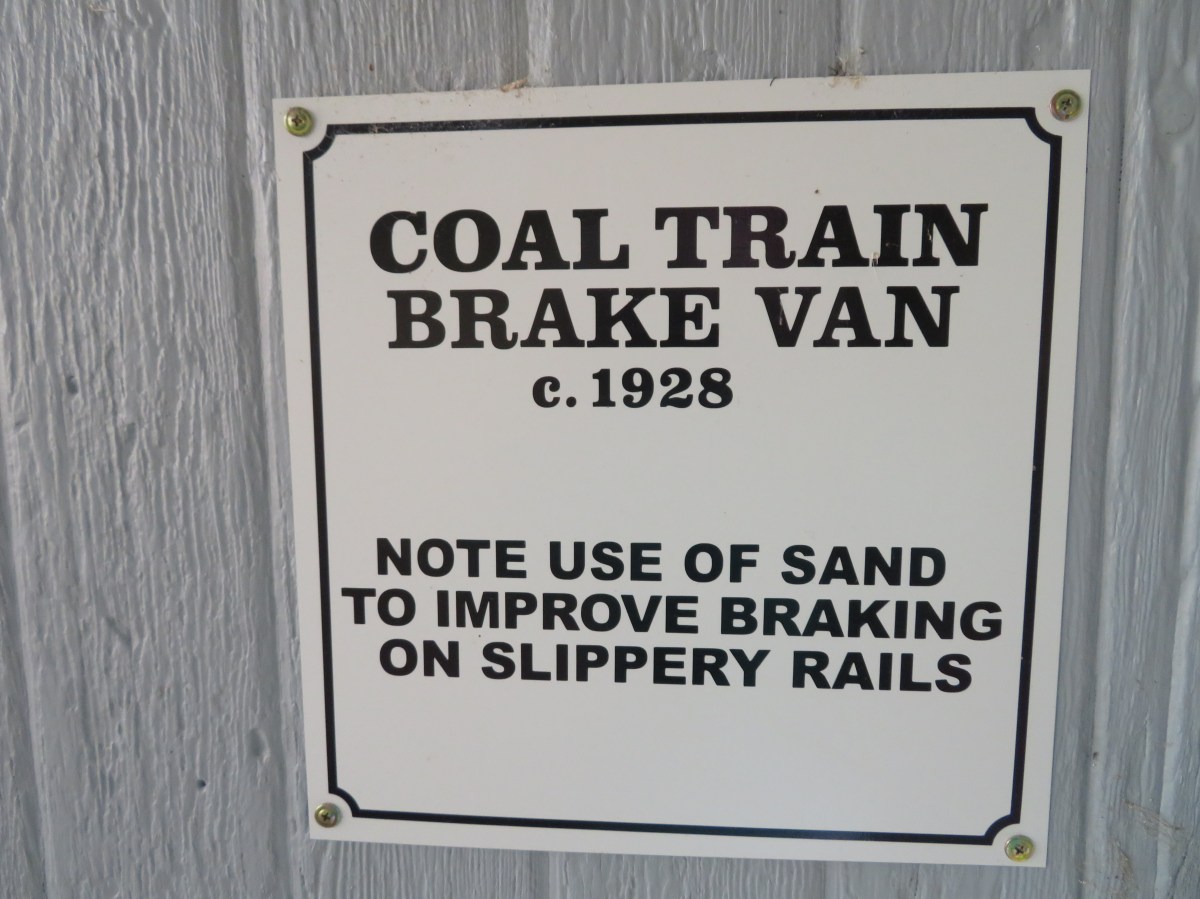 COAL TRAIN
BRAKE VAN
c. 1928
NOTE USE OF SAND
TO IMPROVE BRAKING
ON SLIPPERY RAILS